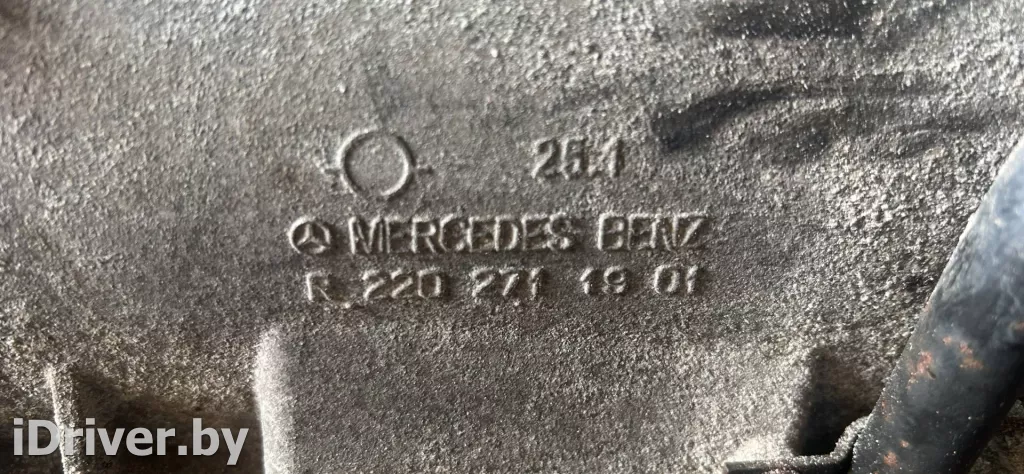 25.1
MERCEDES BENZ
R 220 271 19 01
iDriver.by